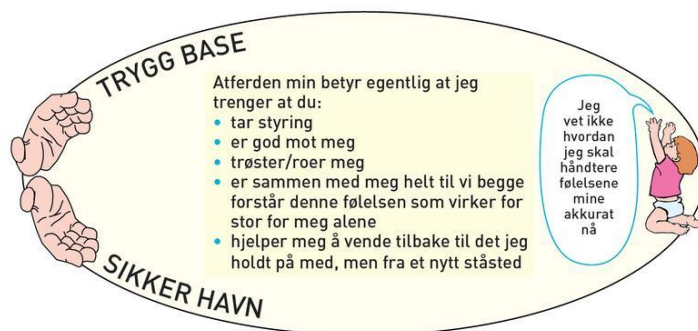 TRYGG BASE
Atferden min betyr egentlig at jeg
trenger at du:
• tar styring
• er god mot meg
• trøster/roer meg
• er sammen med meg helt til vi begge
forstår denne følelsen som virker for
stor for meg alene
• hjelper meg å vende tilbake til det jeg
holdt på med, men fra et nytt ståsted
Jeg
vet ikke
hvordan
jeg skal
håndtere
følelsene
mine
akkurat
nå
SIKKER HAVN